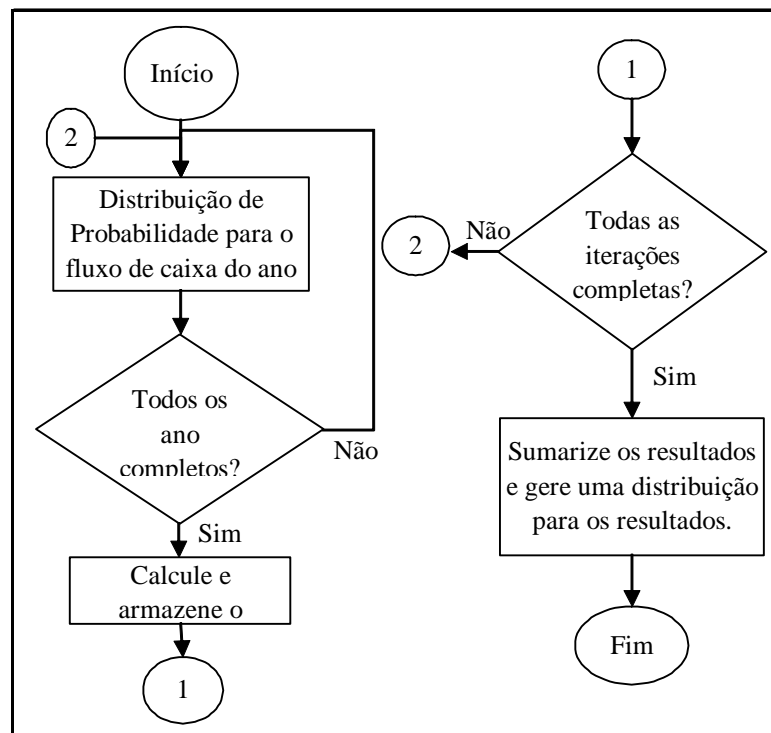 Início
2
Distribuição de
Probabilidade para o
fluxo de caixa do ano
Todos os
ano
completos?
Não
Sim
Calcule e
armazene o
1
1
Todas as
iterações
completas?
Não
2
Sim
Sumarize os resultados
e gere uma distribuição
para os resultados.
Fim